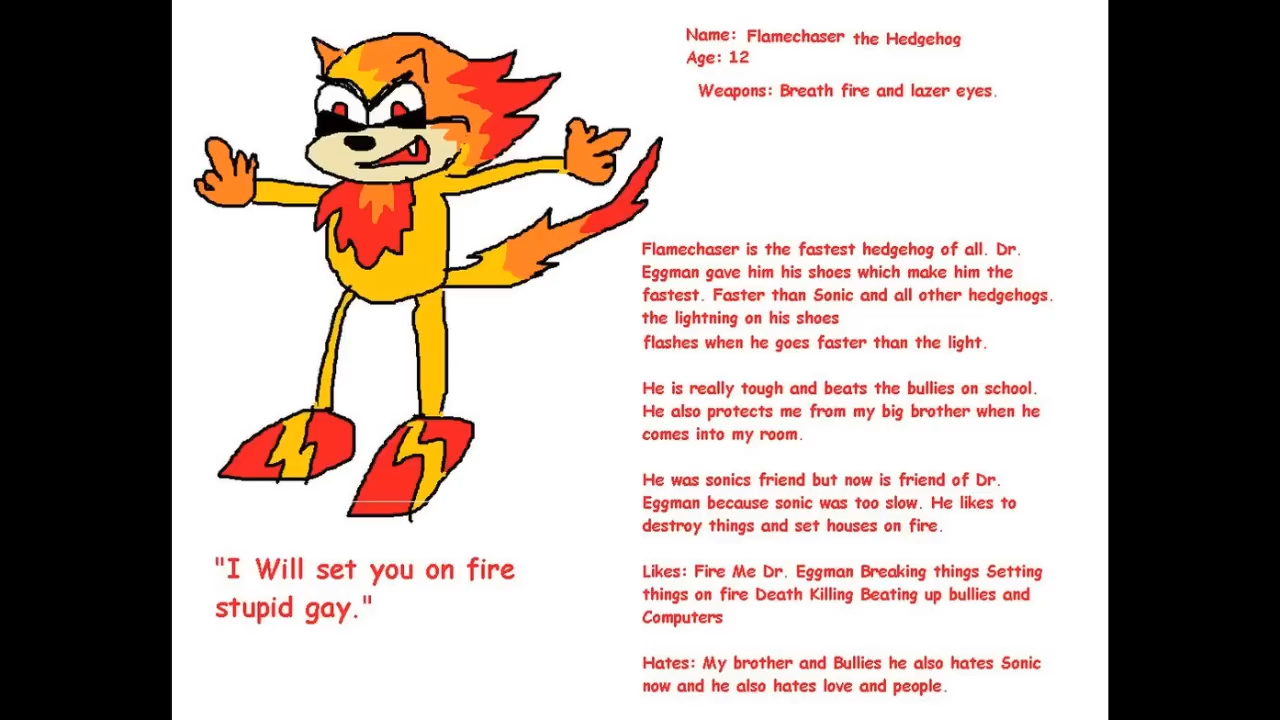 Name: Flamechaser the Hedgehog
Age: 12
Weapons: Breath fire and lazer eyes.
Flamechaser is the fastest hedgehog of all. Dr.
Eggman gave him his shoes which make him the
fastest. Faster than Sonic and all other hedgehogs.
the lightning on his shoes
flashes when he goes faster than the light.
He is really tough and beats the bullies on school.
He also protects me from my big brother when he
comes into my room.
He was sonics friend but now is friend of Dr.
Eggman because sonic was too slow. He likes to
destroy things and set houses on fire.
Likes: Fire Me Dr. Eggman Breaking things Setting
things on fire Death Killing Beating up bullies and
Computers
Hates: My brother and Bullies he also hates Sonic
now and he also hates love and people.
"I Will set you on fire
stupid gay."